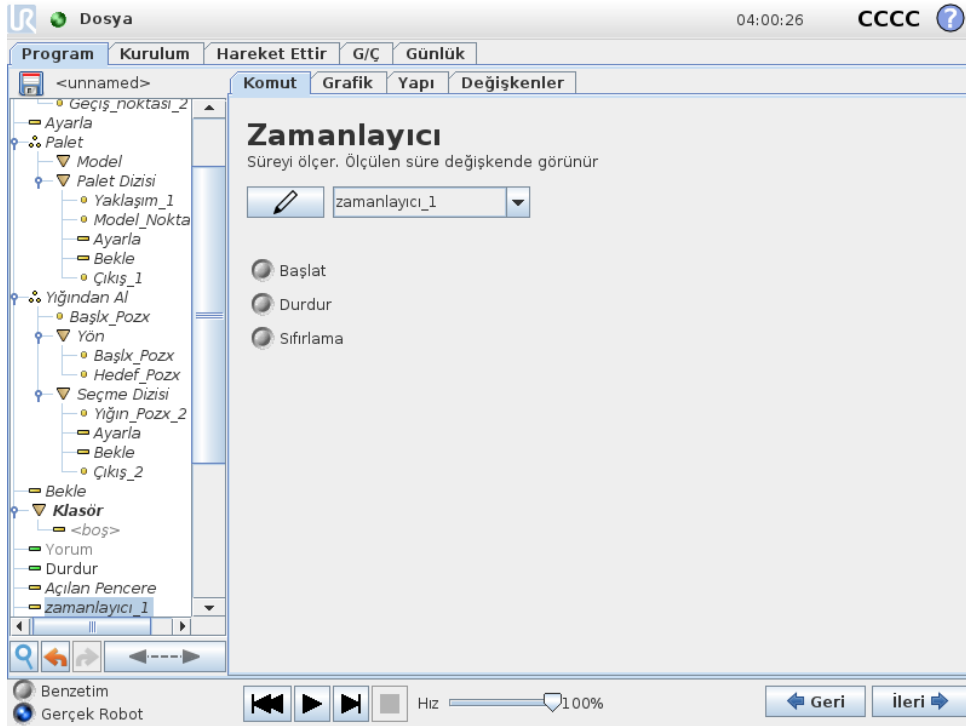 UR Dosya 04:00:26 CCCC ?
Program Kurulum Hareket Ettir G/Ç Günlük
<unnamed> Komut Grafik Yapı Değişkenler
Geçiş_noktası_2
Ayarla
Palet
Model
Palet Dizisi
Yaklaşım_1
Model_Nokta
Ayarla
Bekle
Çıkış_1
Yığından Al
Başlx_Pozx
Yön
Başlx_Pozx
Hedef_Pozx
Seçme Dizisi
Yığın_Pozx_2
Ayarla
Bekle
Çıkış_2
Bekle
Klasör
<boş>
Yorum
Durdur
Açılan Pencere
zamanlayıcı_1
Zamanlayıcı
Süreyi ölçer. Ölçülen süre değişkende görünür
zamanlayıcı_1
Başlat
Durdur
Sıfırlama
Benzetim
Gerçek Robot
Hız 100%
Geri İleri